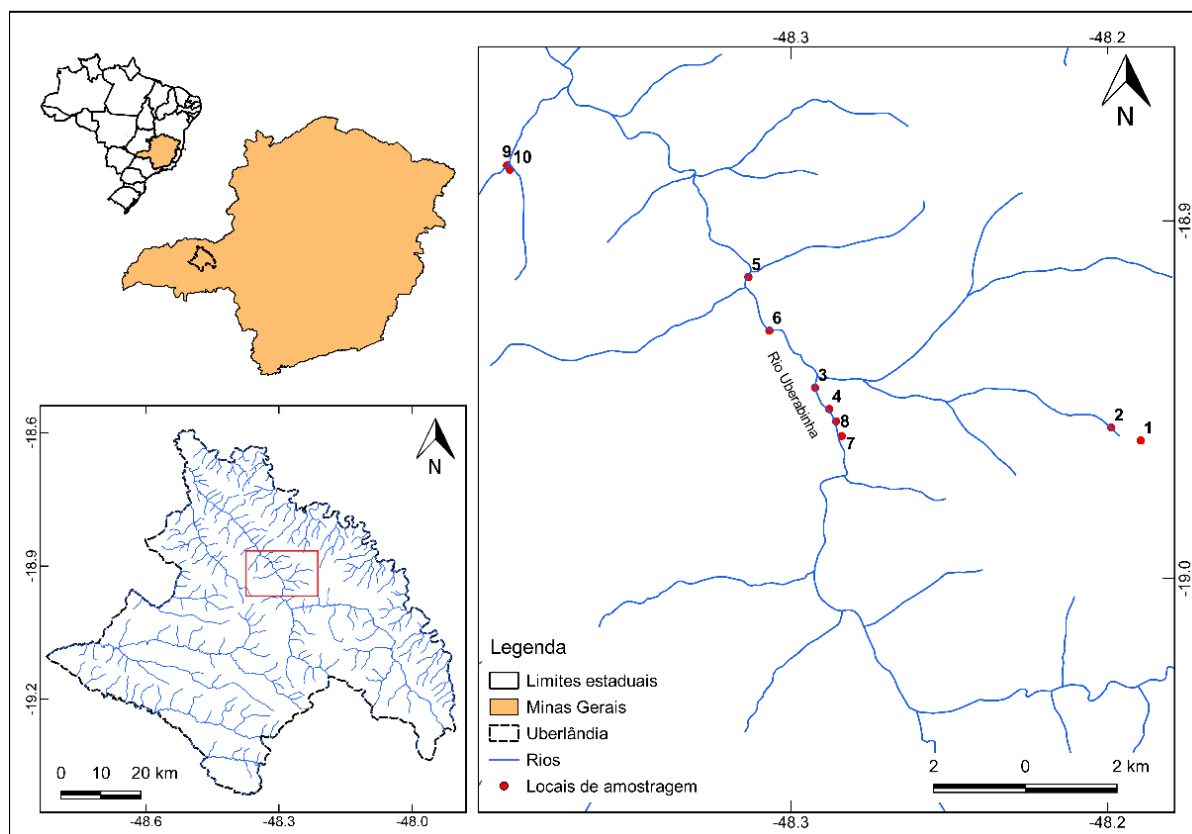 N
-18.6
-18.9
-19.2
0 10 20 km
-48.6 -48.3 -48.0
-48.3 -48.2
N
9 10
-18.9
5
6
Rio Uberabinha
3
4
8
7
2
1
-19.0
Legenda
Limites estaduais
Minas Gerais
Uberlândia
Rios
Locais de amostragem
2 0 2 km
-48.3 -48.2